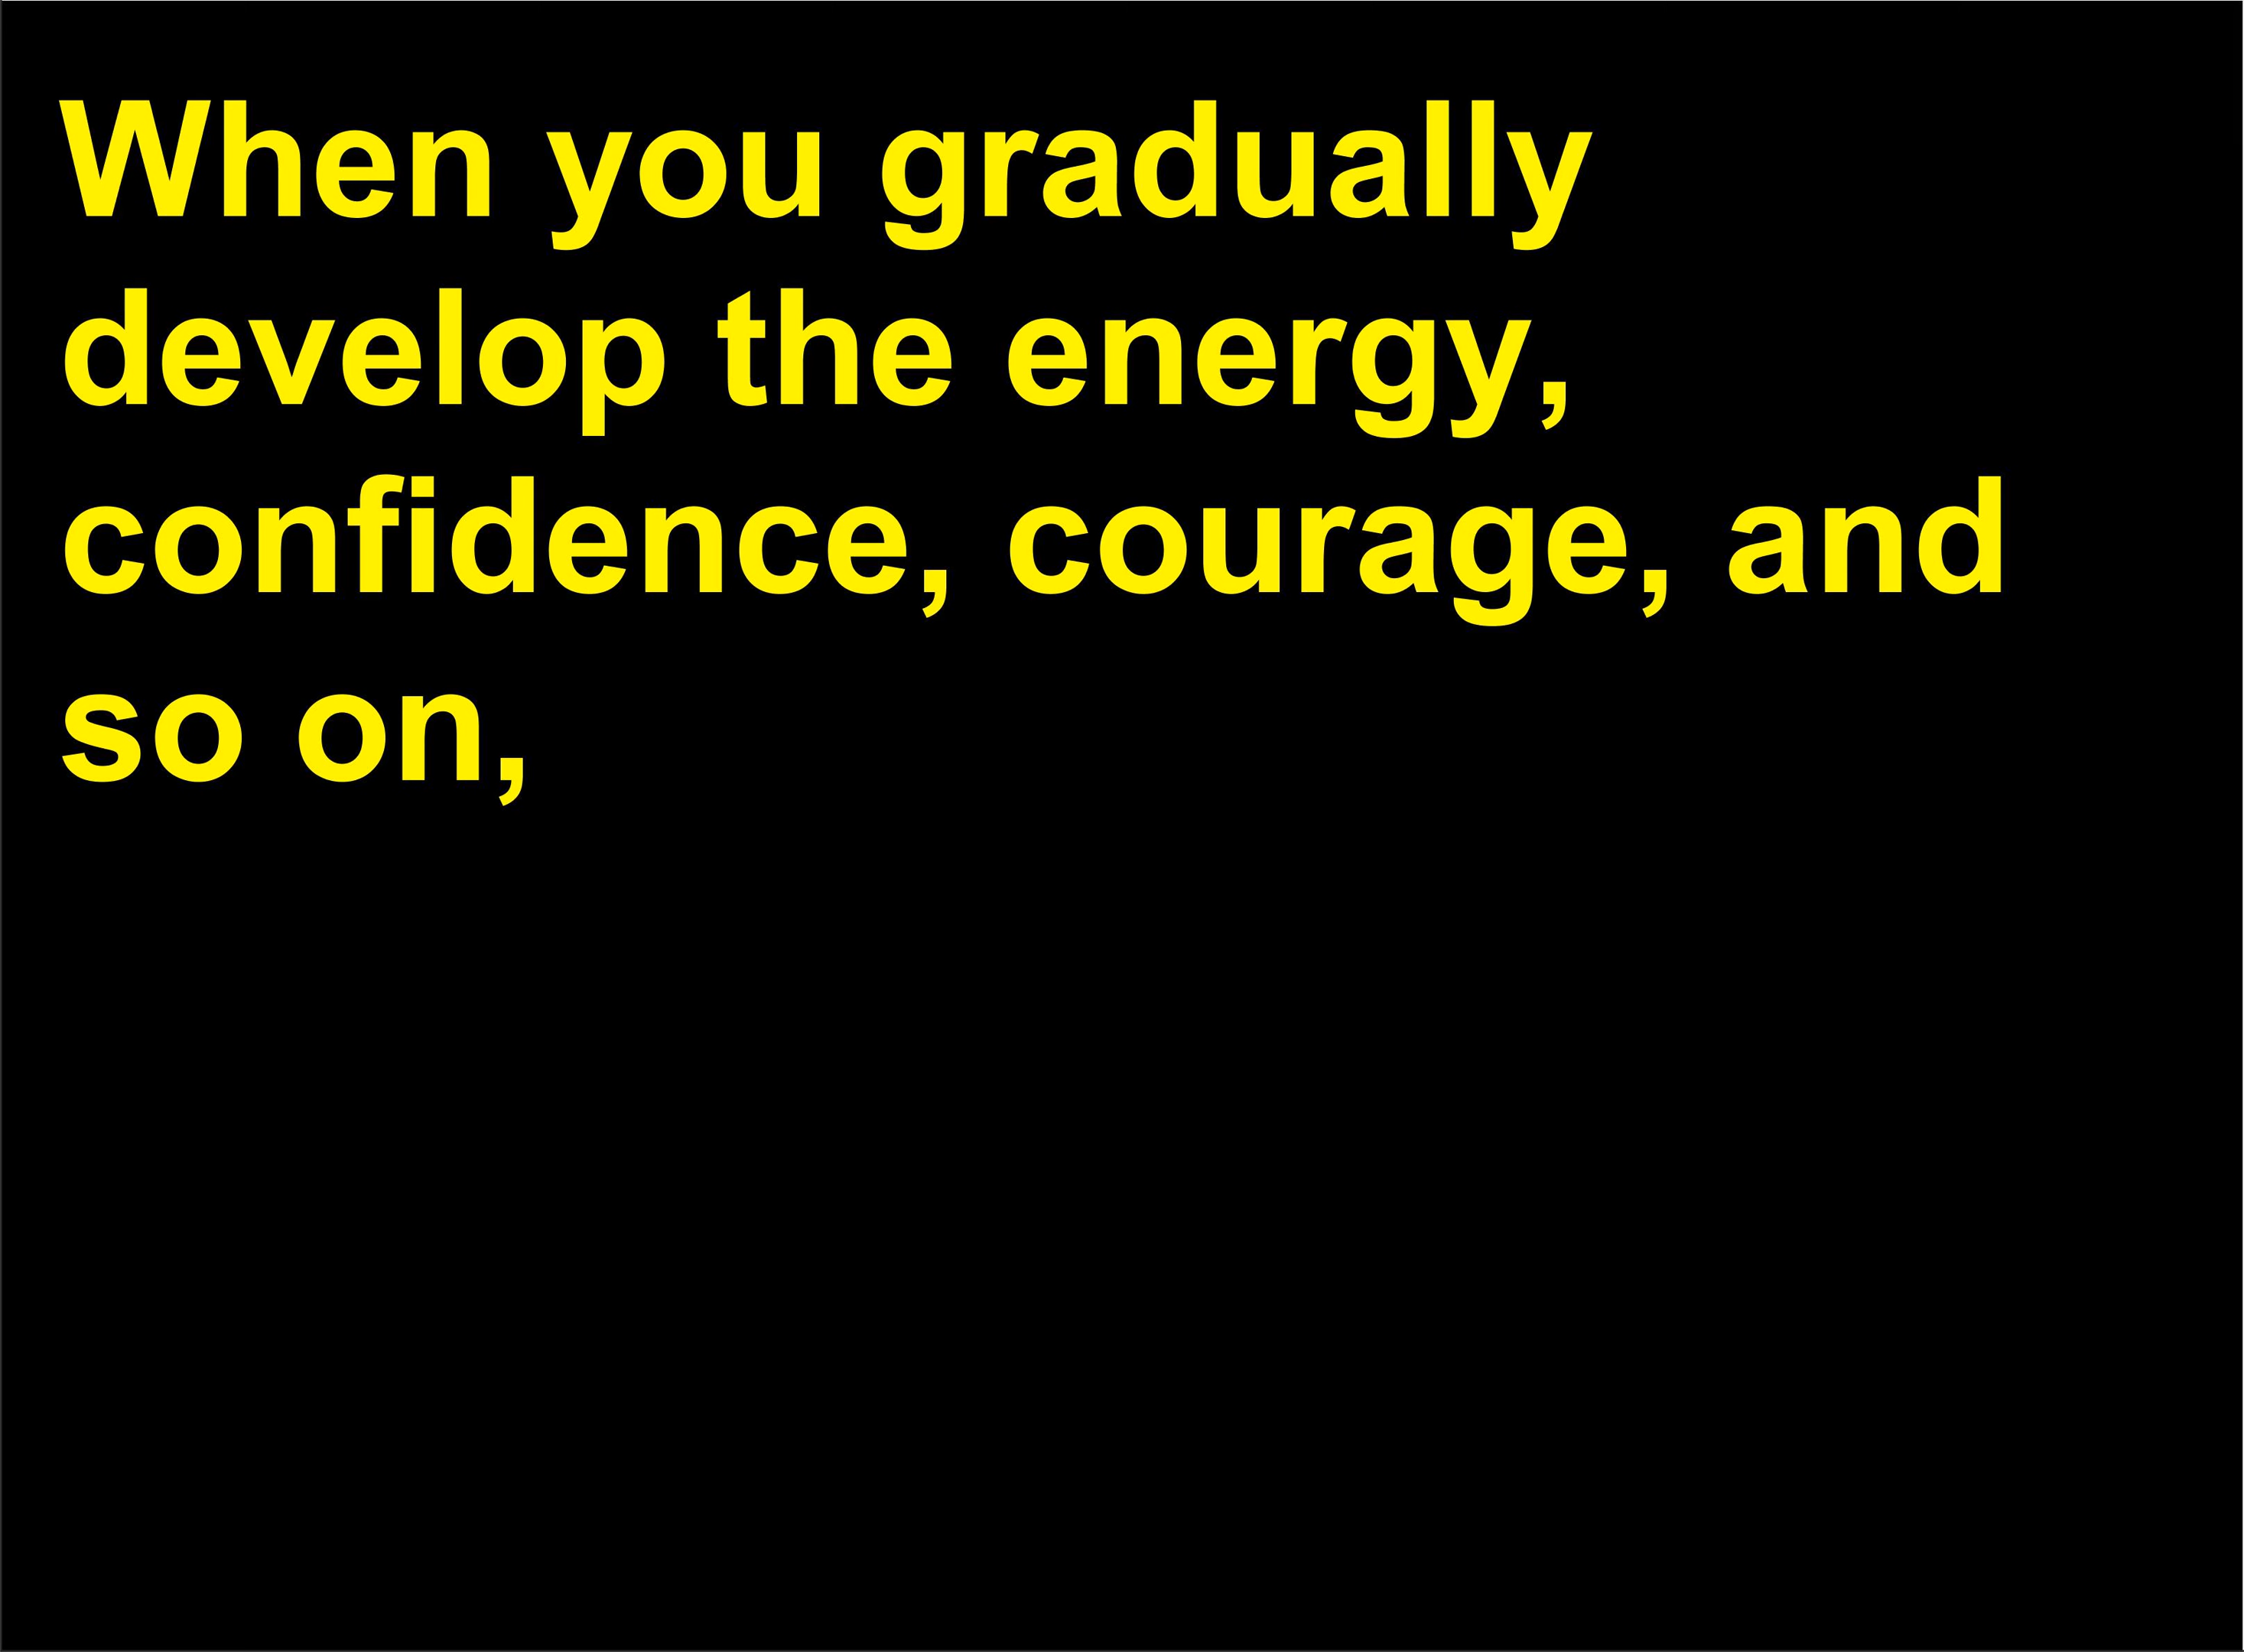 When you gradually
develop the energy,
confidence, courage, and
so on,